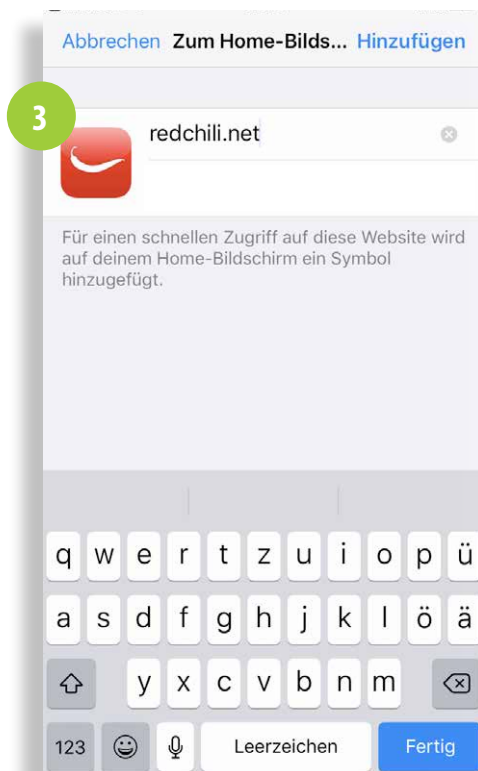 Abbrechen Zum Home-Bilds... Hinzufügen
3
redchili.net
Für einen schnellen Zugriff auf diese Website wird
auf deinem Home-Bildschirm ein Symbol
hinzugefügt.
q w e r t z u i o p ü
a s d f g h j k l ö ä
y x c v b n m
123 Leerzeichen Fertig